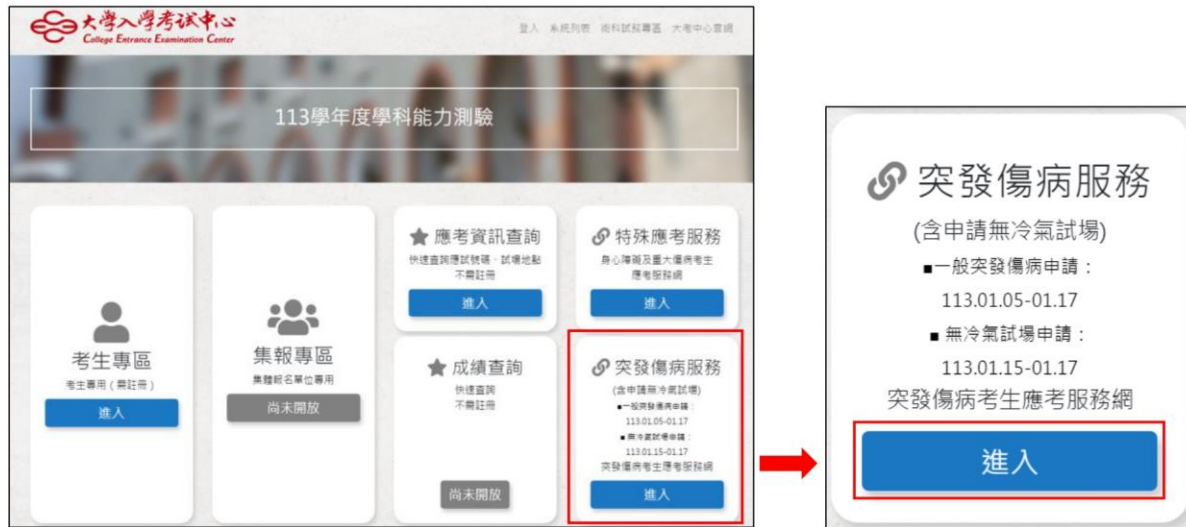 大學入學考試中心
College Entrance Examination Center
登入 系統列表 術科試務專區 大考中心官網
113學年度學科能力測驗
考生專區
考生專用(需註冊)
進入
集報專區
集體報名單位專用
尚未開放
應考資訊查詢
快速查詢應試號碼、試場地點
不需註冊
進入
特殊應考服務
身心障礙及重大傷病考生
應考服務網
進入
成績查詢
快速查詢
不需註冊
尚未開放
突發傷病服務
(含申請無冷氣試場)
■一般突發傷病申請：
113.01.05-01.17
■ 無冷氣試場申請：
113.01.15-01.17
突發傷病考生應考服務網
進入
突發傷病服務
(含申請無冷氣試場)
■一般突發傷病申請：
113.01.05-01.17
■ 無冷氣試場申請：
113.01.15-01.17
突發傷病考生應考服務網
進入